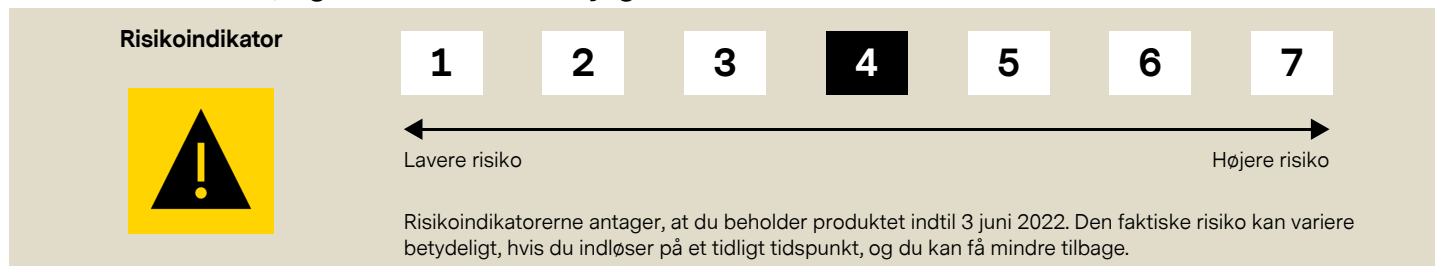 Risikoindikator
1 2 3 4 5 6 7
Lavere risiko Højere risiko
Risikoindikatorerne antager, at du beholder produktet indtil 3 juni 2022. Den faktiske risiko kan variere
betydeligt, hvis du indløser på et tidligt tidspunkt, og du kan få mindre tilbage.